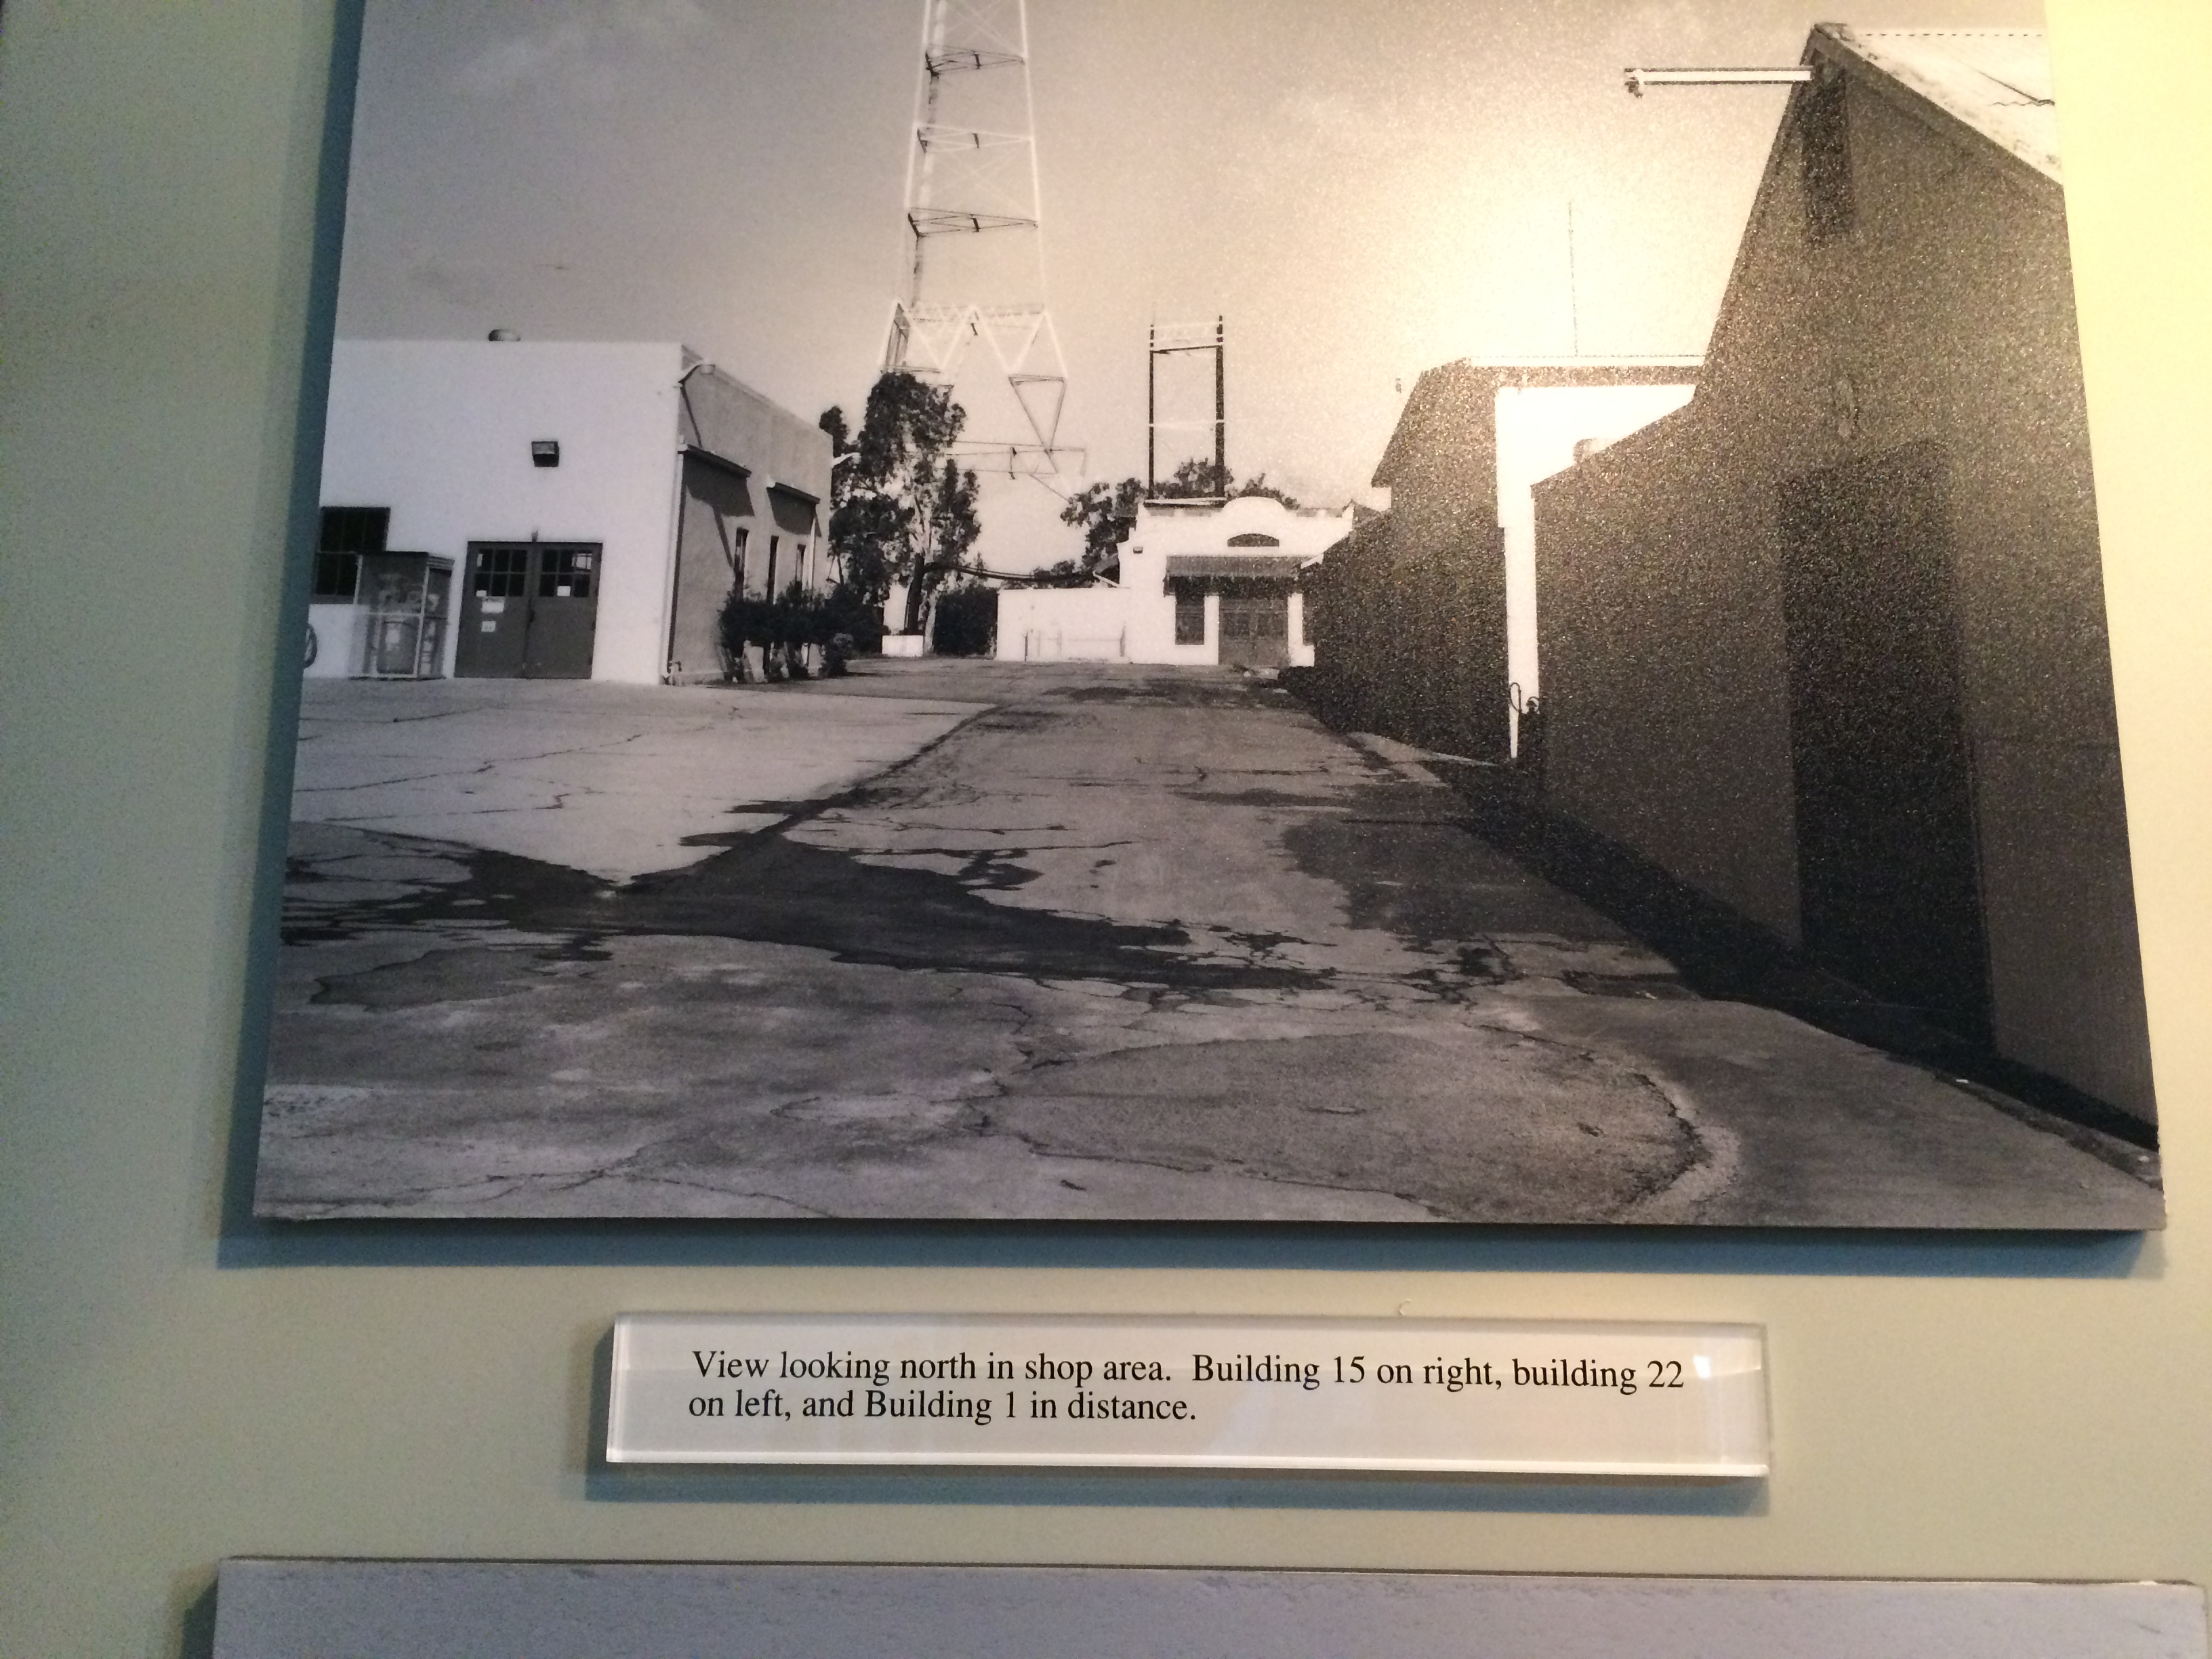 View looking north in shop area.  Building 15 on right, building 22
on left, and Building 1 in distance.